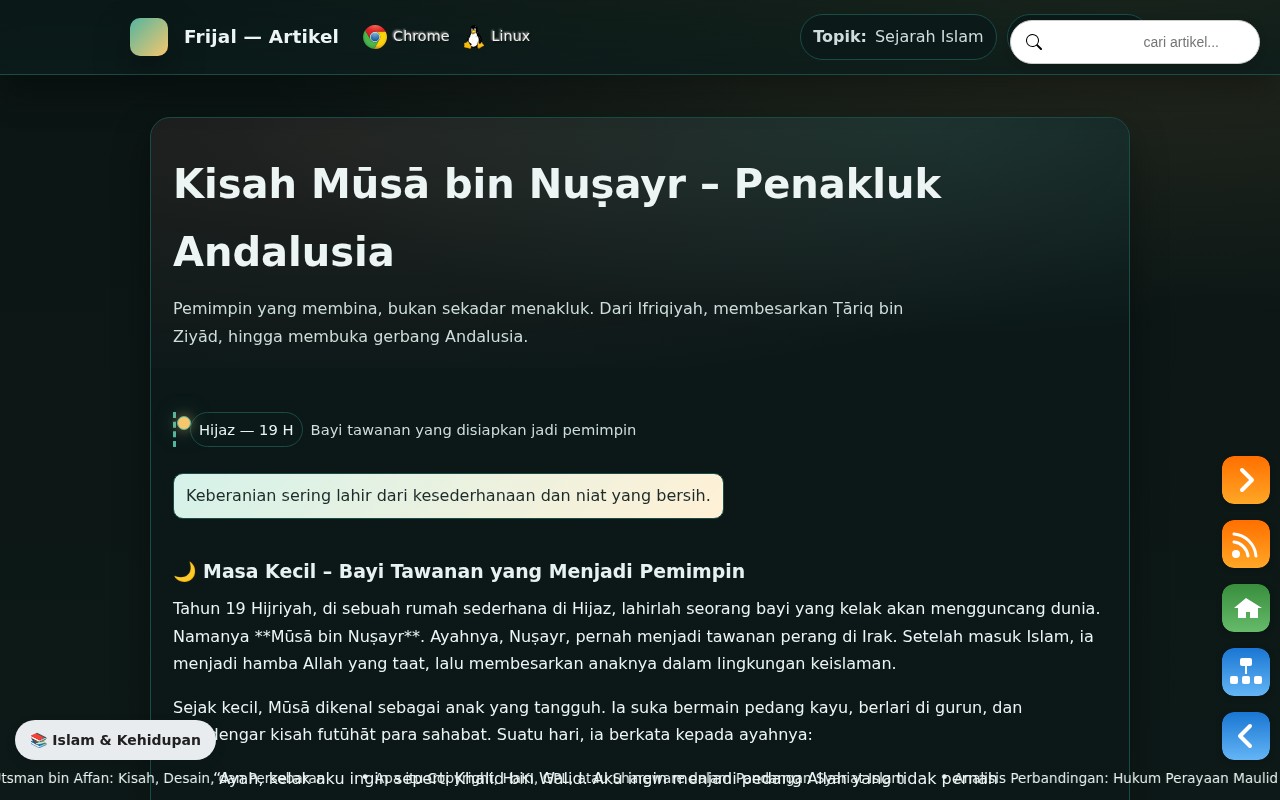 Frijal — Artikel
Chrome
Linux
Topik: Sejarah Islam
cari artikel...
Kisah Mūsā bin Nuṣayr – Penakluk
Andalusia
Pemimpin yang membina, bukan sekadar menakluk. Dari Ifriqiyah, membesarkan Ṭāriq bin
Ziyād, hingga membuka gerbang Andalusia.
Hijaz — 19 H
Bayi tawanan yang disiapkan jadi pemimpin
Keberanian sering lahir dari kesederhanaan dan niat yang bersih.
🌙 Masa Kecil – Bayi Tawanan yang Menjadi Pemimpin
Tahun 19 Hijriyah, di sebuah rumah sederhana di Hijaz, lahirlah seorang bayi yang kelak akan mengguncang dunia.
Namanya **Mūsā bin Nuṣayr**. Ayahnya, Nuṣayr, pernah menjadi tawanan perang di Irak. Setelah masuk Islam, ia
menjadi hamba Allah yang taat, lalu membesarkan anaknya dalam lingkungan keislaman.
Sejak kecil, Mūsā dikenal sebagai anak yang tangguh. Ia suka bermain pedang kayu, berlari di gurun, dan
dengar kisah futūhāt para sahabat. Suatu hari, ia berkata kepada ayahnya:
📚 Islam & Kehidupan
“Ayah, kelak aku ingin seperti Khalid bin Walid. Aku ingin menjadi pedang Allah yang tidak pernah
tsman bin Affan: Kisah, Desain, • Analisis Perbandingan: Hukum Perayaan Maulid